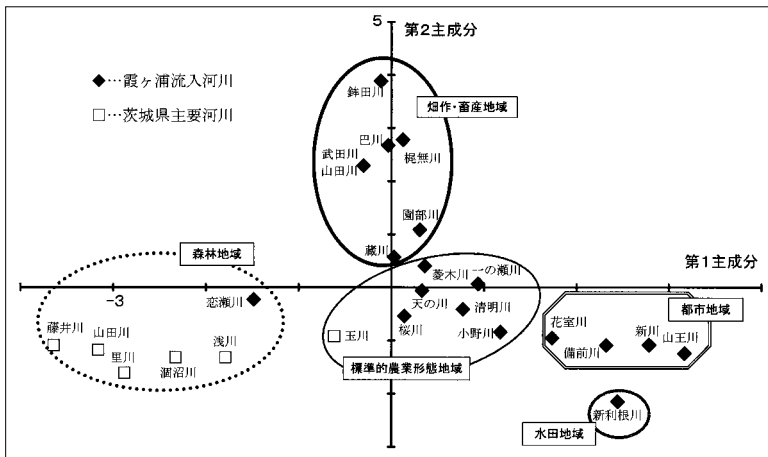 5
第2主成分
◆…霞ヶ浦流入河川
□…茨城県主要河川
鉾田川
畑作・畜産地域
巴川
梶無川
武田川
山田川
園部川
蔵川
森林地域
菱木川
一の瀬川
第1主成分
-3
恋瀬川
天の川
清明川
都市地域
藤井川
山田川
里川
浅川
涸沼川
玉川
桜川
小野川
花室川
備前川
新川
山王川
標準的農業形態地域
新利根川
水田地域